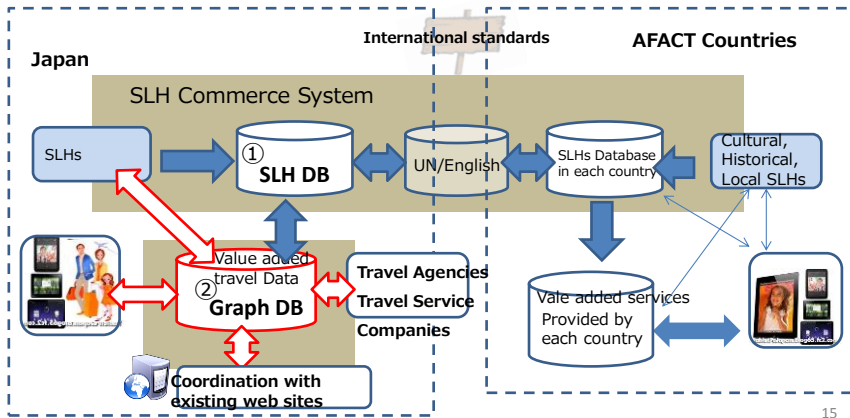 International standards
AFACT Countries
Japan
SLH Commerce System
SLHs
①
SLH DB
UN/English
SLHs Database
in each country
Cultural,
Historical,
Local SLHs
Value added
travel Data
②
Graph DB
Travel Agencies
Travel Service
Companies
Vale added services
Provided by
each country
Coordination with
existing web sites
15